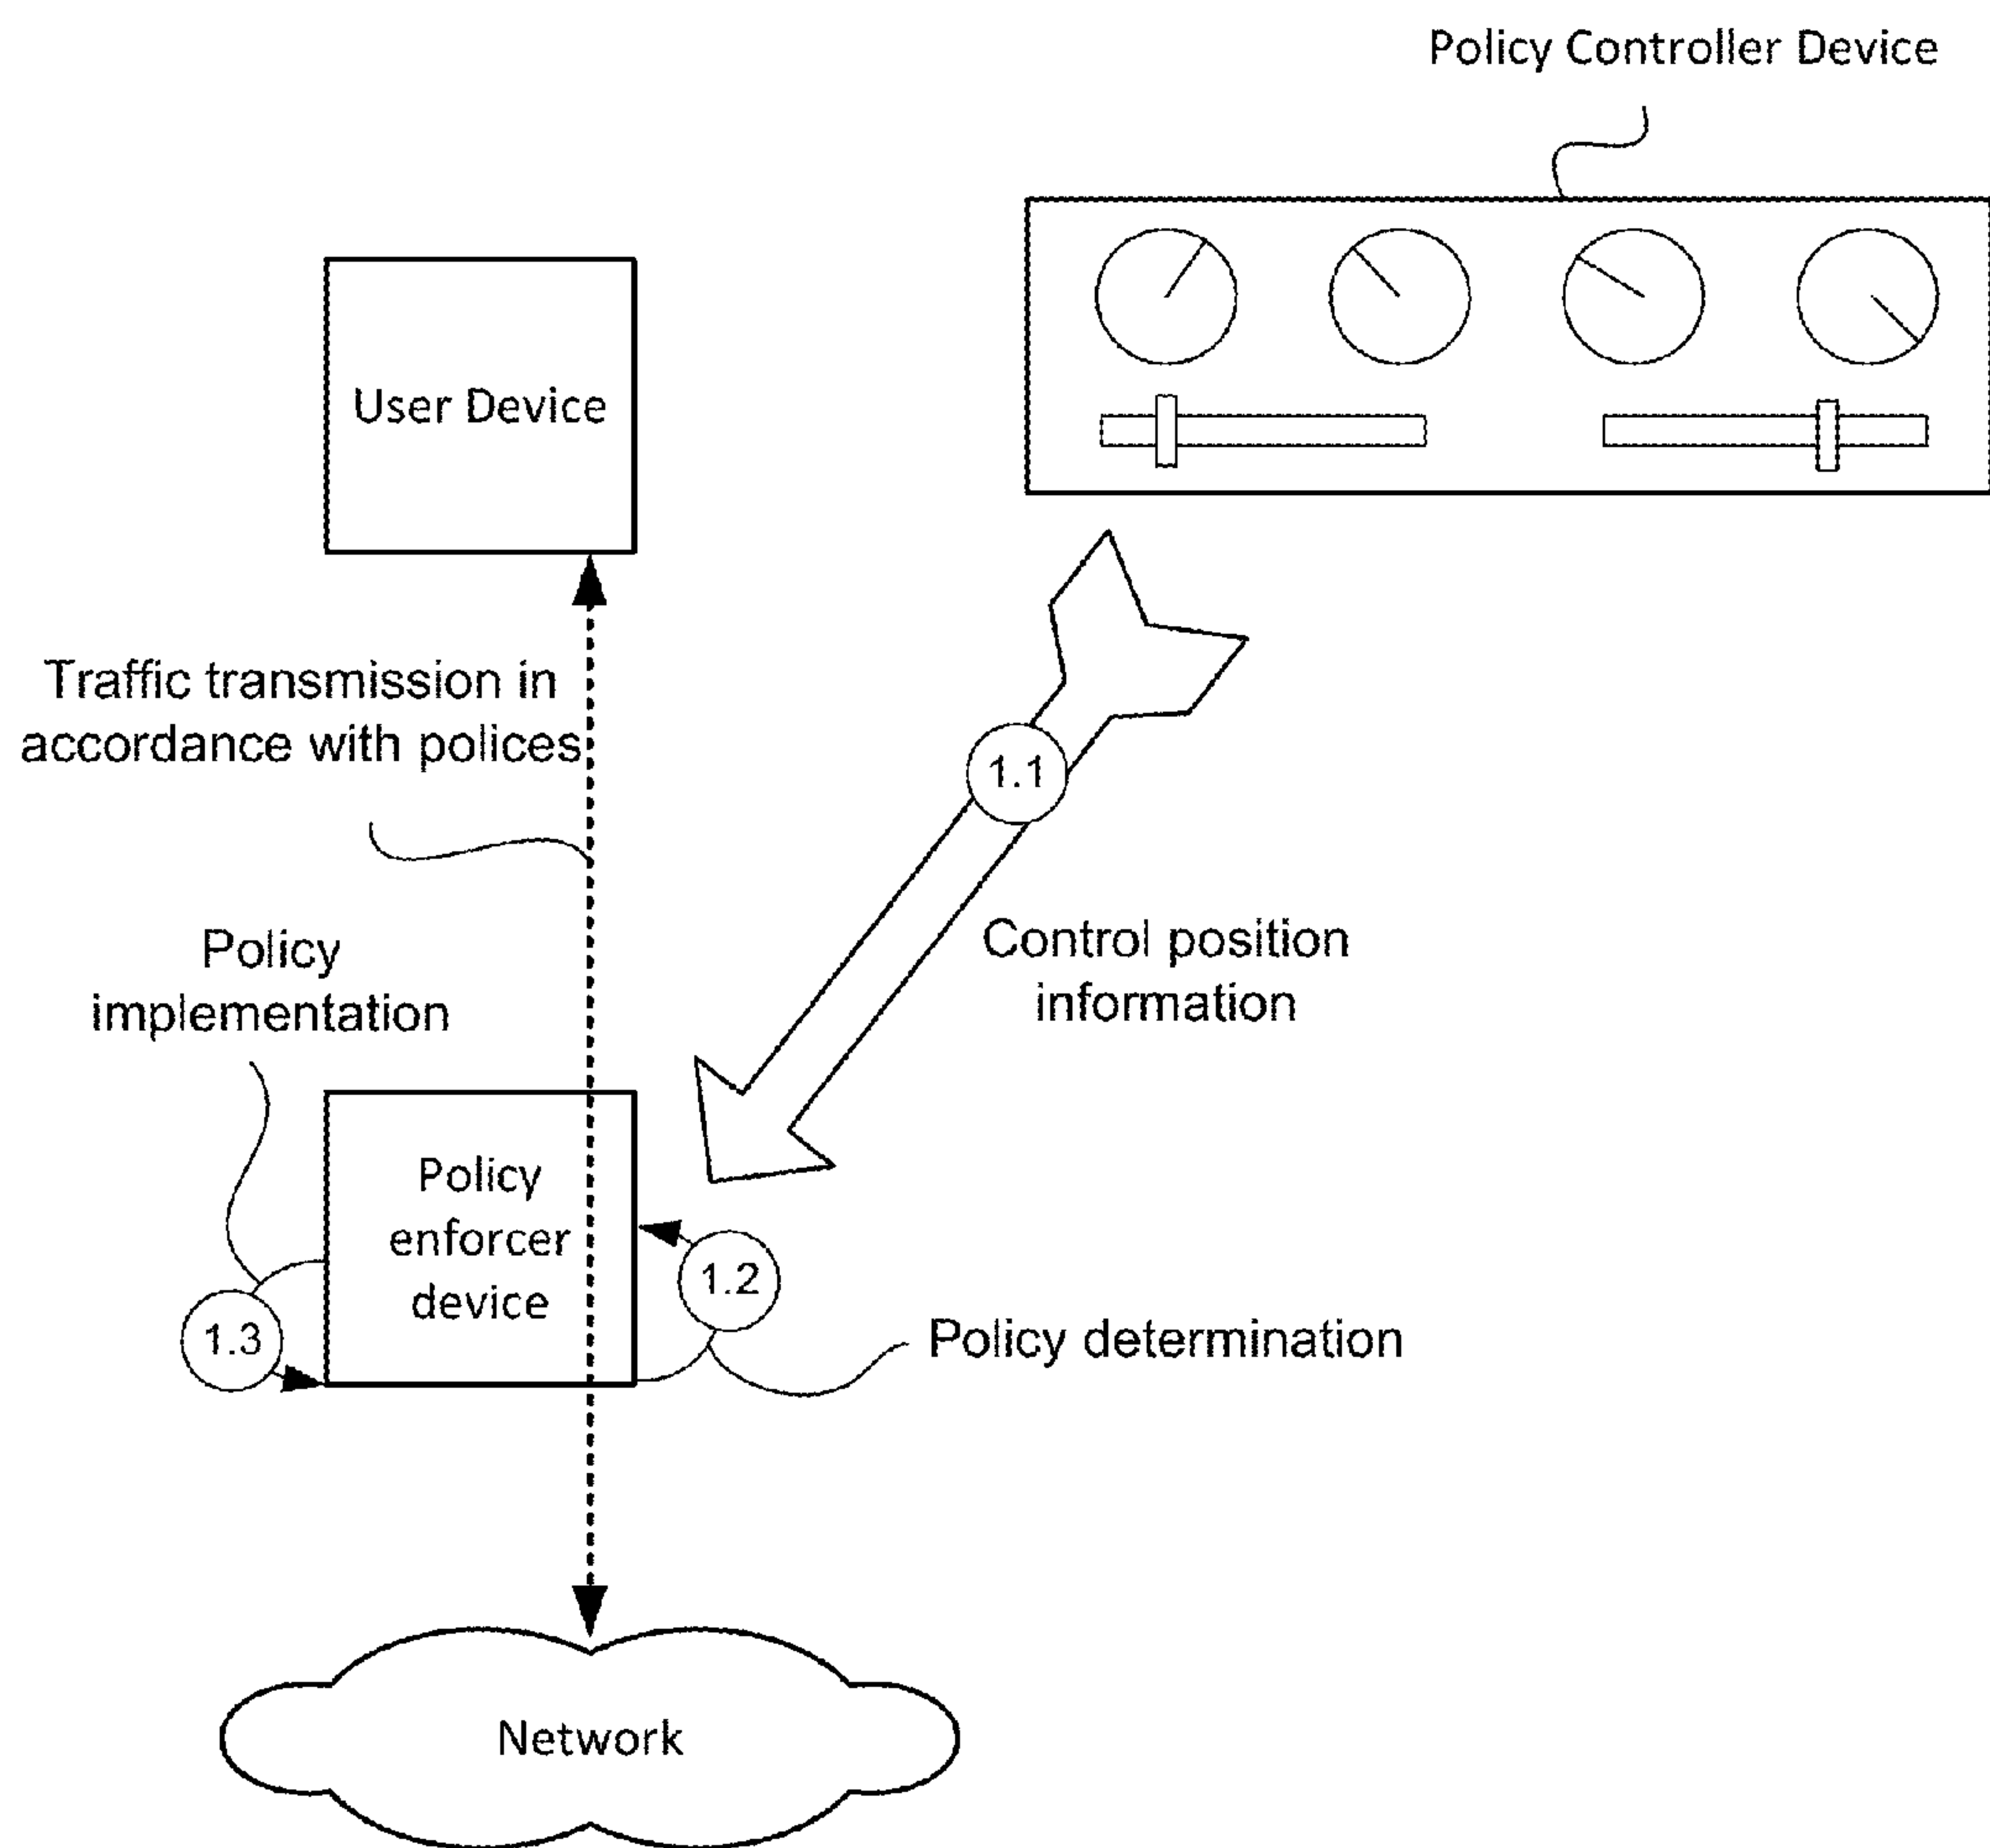 Policy Controller Device
User Device
Traffic transmission in
accordance with polices
1.1
Control position
information
Policy
implementation
Policy
enforcer
device
1.2
1.3
Policy determination
Network